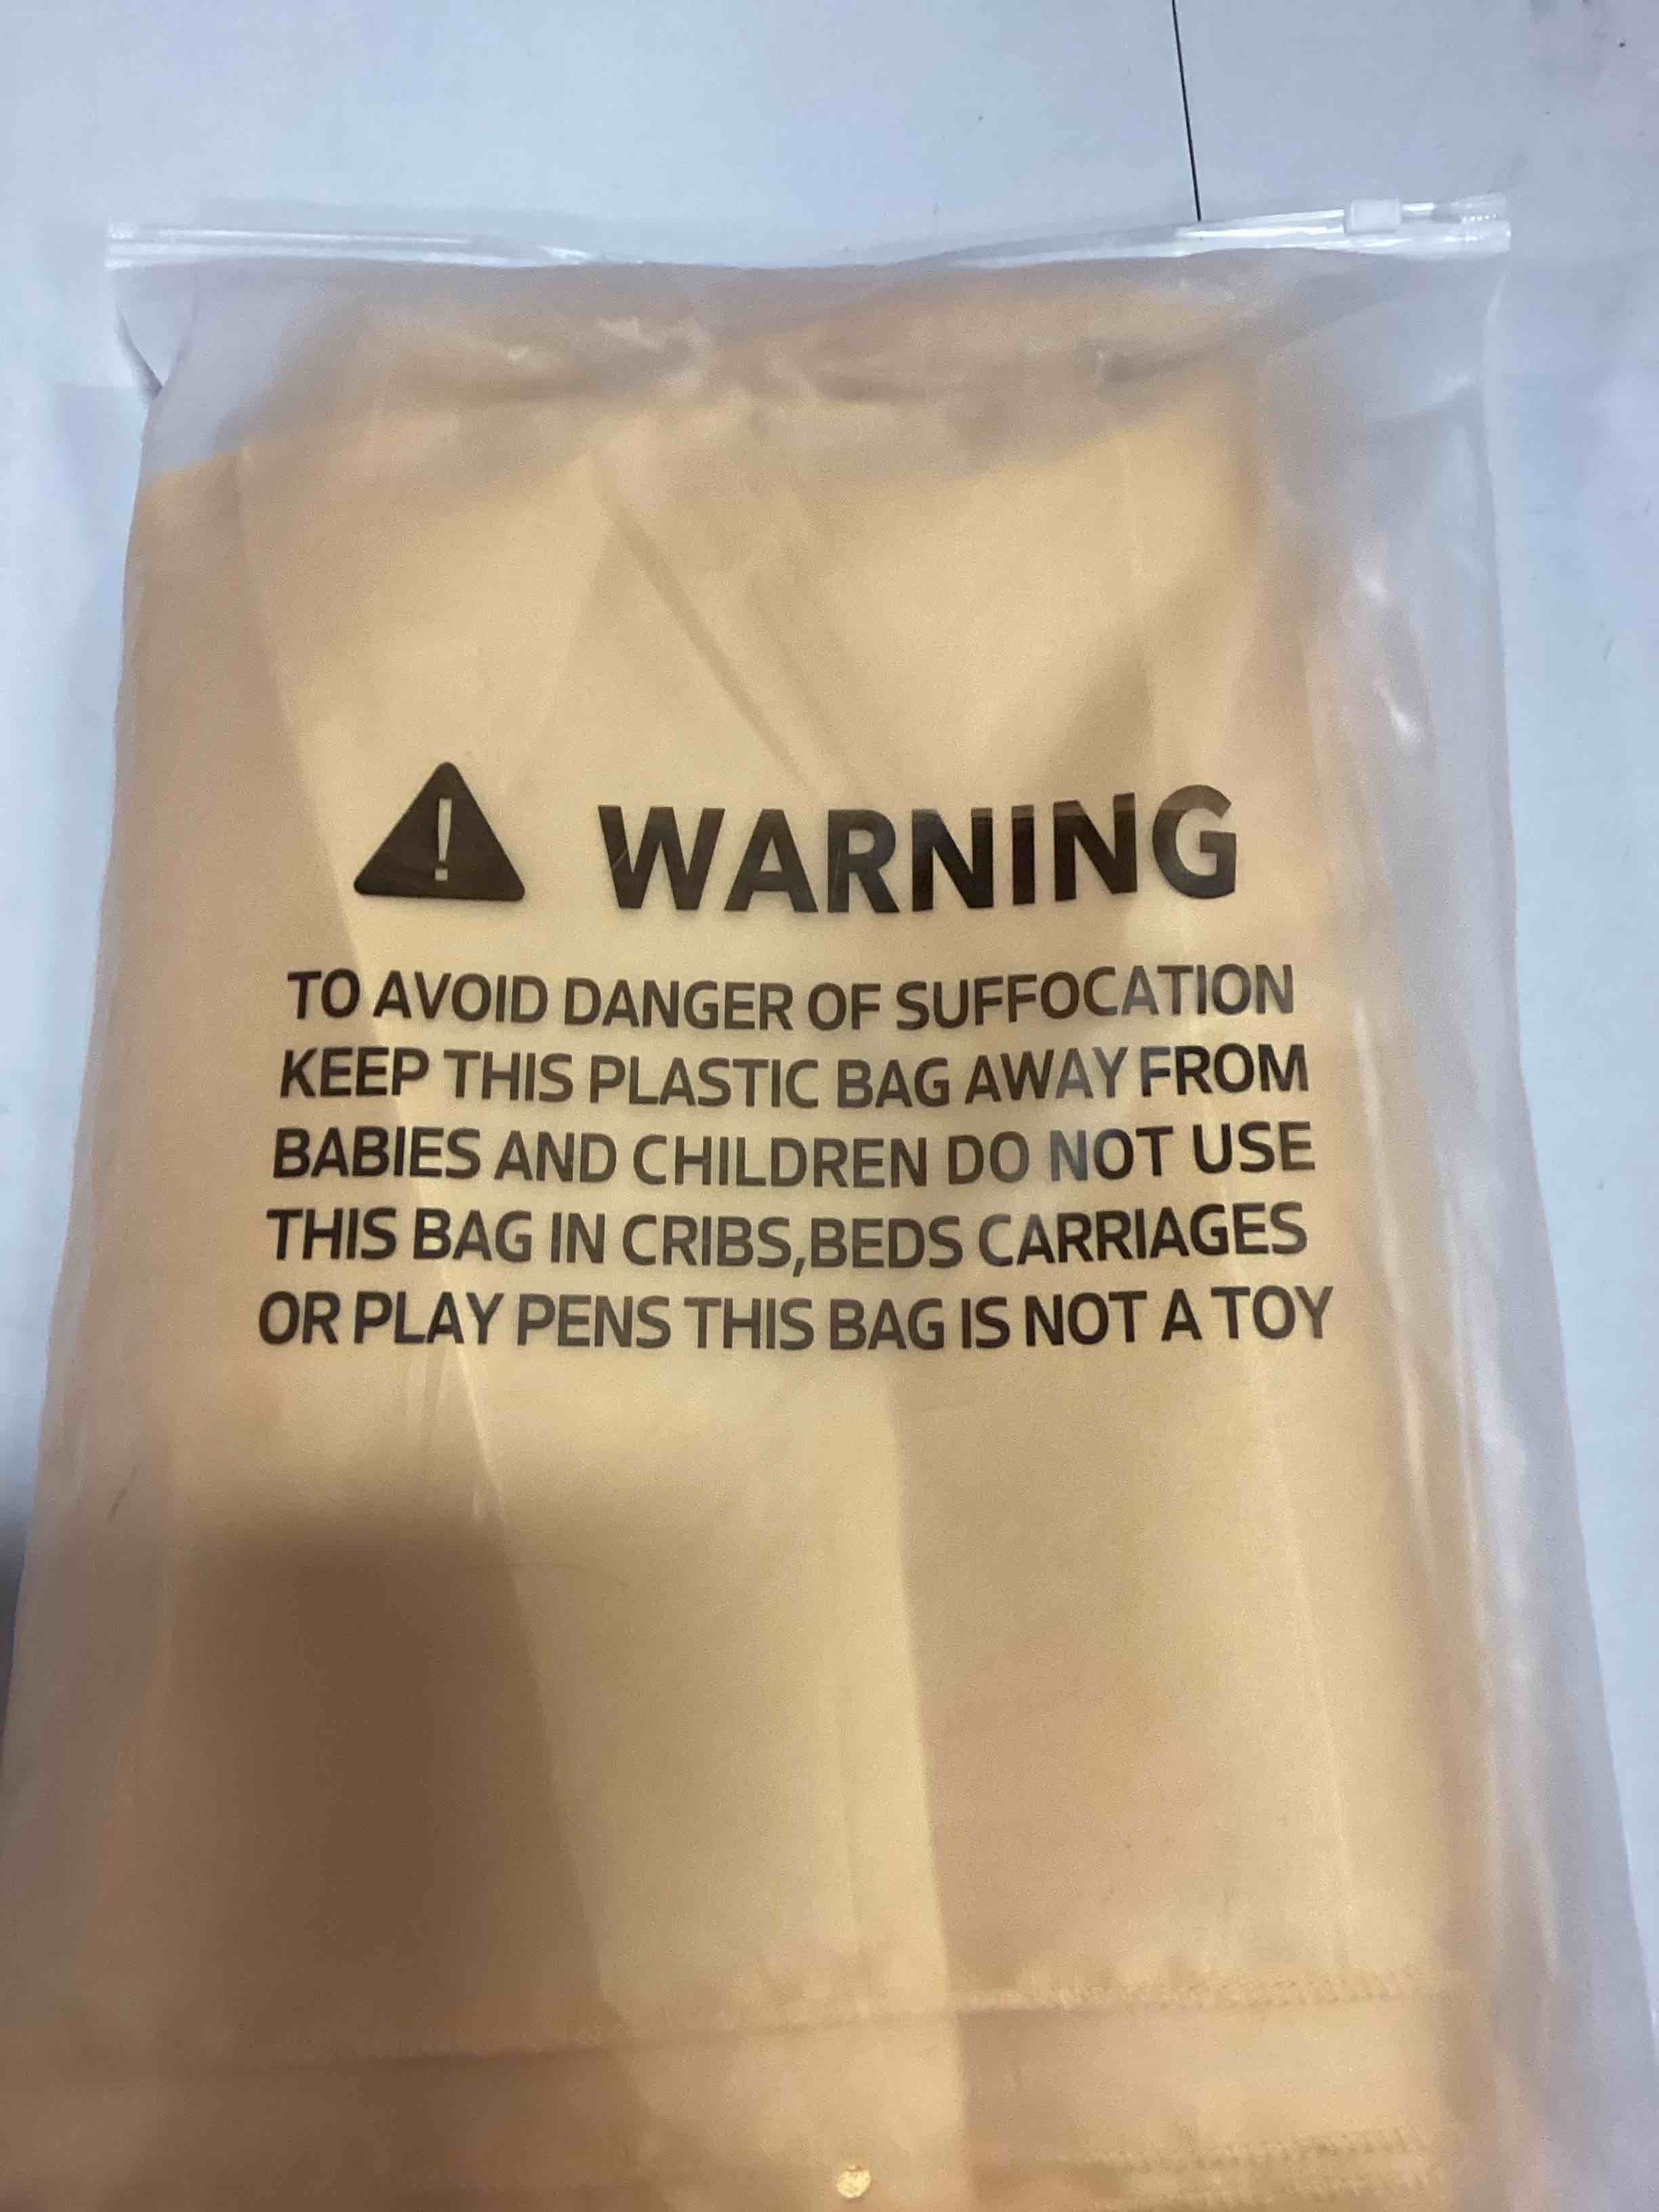 ! WARNING
TO AVOID DANGER OF SUFFOCATION
KEEP THIS PLASTIC BAG AWAY FROM
BABIES AND CHILDREN DO NOT USE
THIS BAG IN CRIBS,BEDS CARRIAGES
OR PLAY PENS THIS BAG IS NOT A TOY